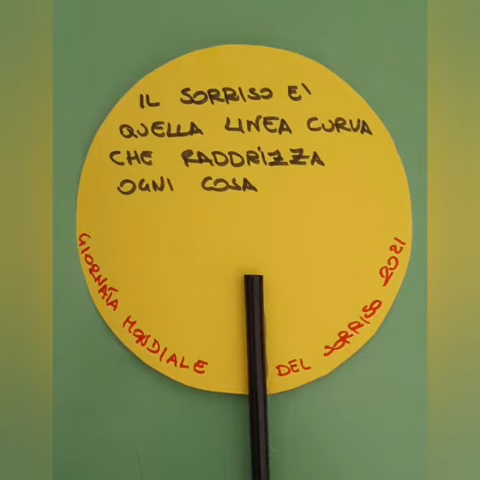 IL SORRISO E'
QUELLA LINEA CURVA
CHE RADDRIZZA
OGNI COSA
GIORNATA MONDIALE DEL SORRISO 2021